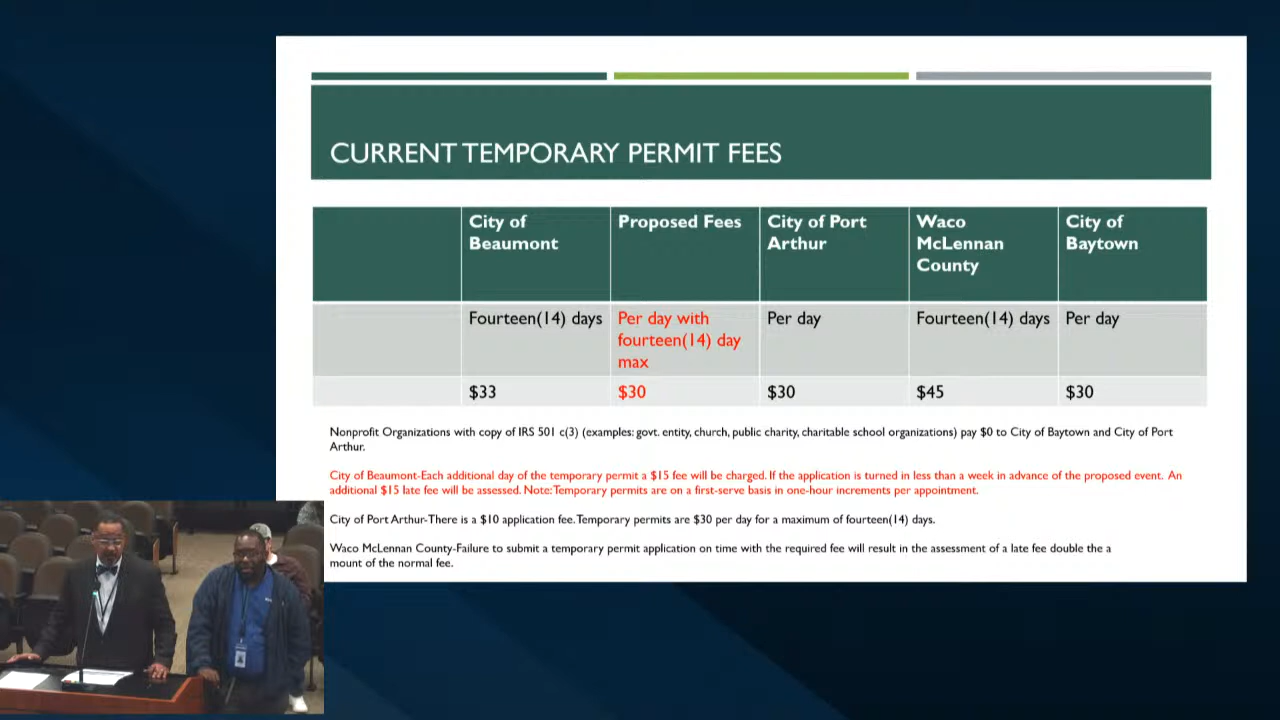 CURRENT TEMPORARY PERMIT FEES
City of Beaumont
Proposed Fees
City of Port Arthur
Waco McLennan County
City of Baytown
Fourteen(14) days
Per day with fourteen(14) day max
Per day
Fourteen(14) days
Per day
$33
$30
$30
$45
$30
Nonprofit Organizations with copy of IRS 501 c(3) (examples: govt. entity, church, public charity, charitable school organizations) pay $0 to City of Baytown and City of Port
Arthur.
City of Beaumont-Each additional day of the temporary permit a $15 fee will be charged. If the application is turned in less than a week in advance of the proposed event. An
additional $15 late fee will be assessed. Note: Temporary permits are on a first-serve basis in one-hour increments per appointment.
City of Port Arthur-There is a $10 application fee. Temporary permits are $30 per day for a maximum of fourteen(14) days.
Waco McLennan County-Failure to submit a temporary permit application on time with the required fee will result in the assessment of a late fee double the a
mount of the normal fee.